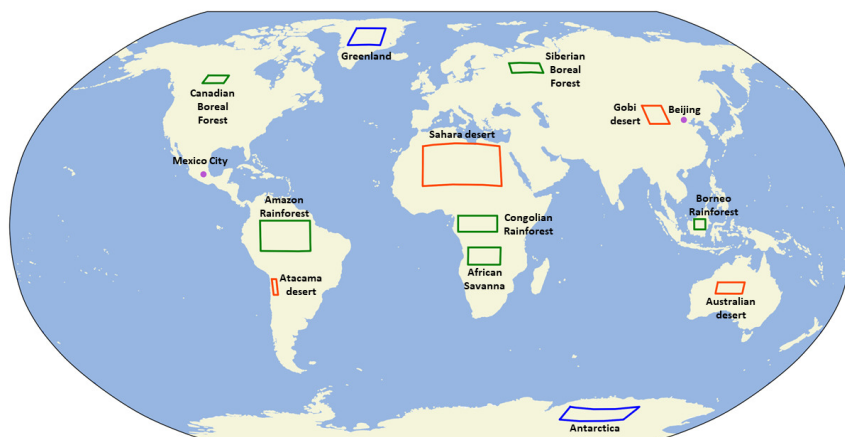 Greenland
Siberian
Boreal
Forest
Canadian
Boreal
Forest
Gobi
desert
Beijing
Sahara desert
Mexico City
Amazon
Rainforest
Congolian
Rainforest
Borneo
Rainforest
African
Savanna
Atacama
desert
Australian
desert
Antarctica